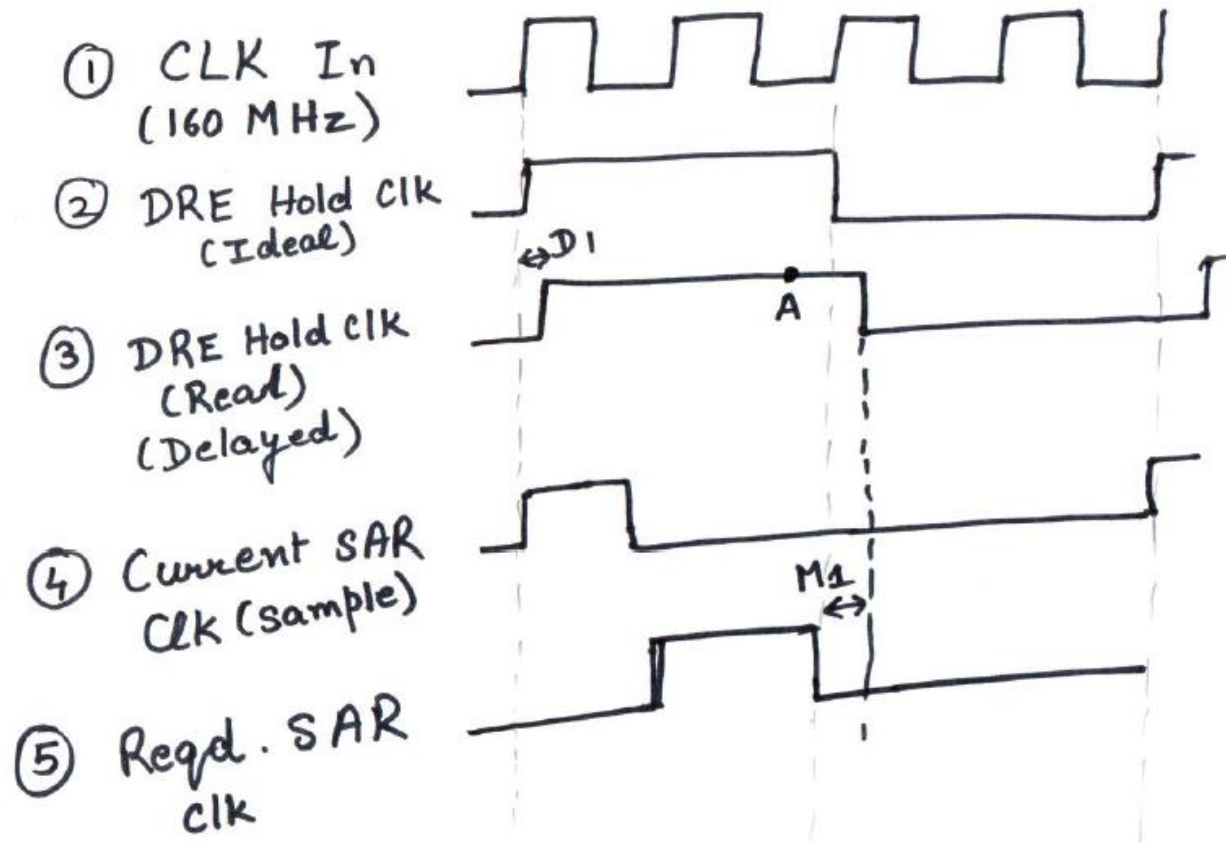 ① CLK In
(160 MHz)
② DRE Hold Clk
(Ideal)
D1
A
③ DRE Hold Clk
(Read)
(Delayed)
④ Current SAR
Clk (sample)
M1
⑤ Reqd. SAR
Clk